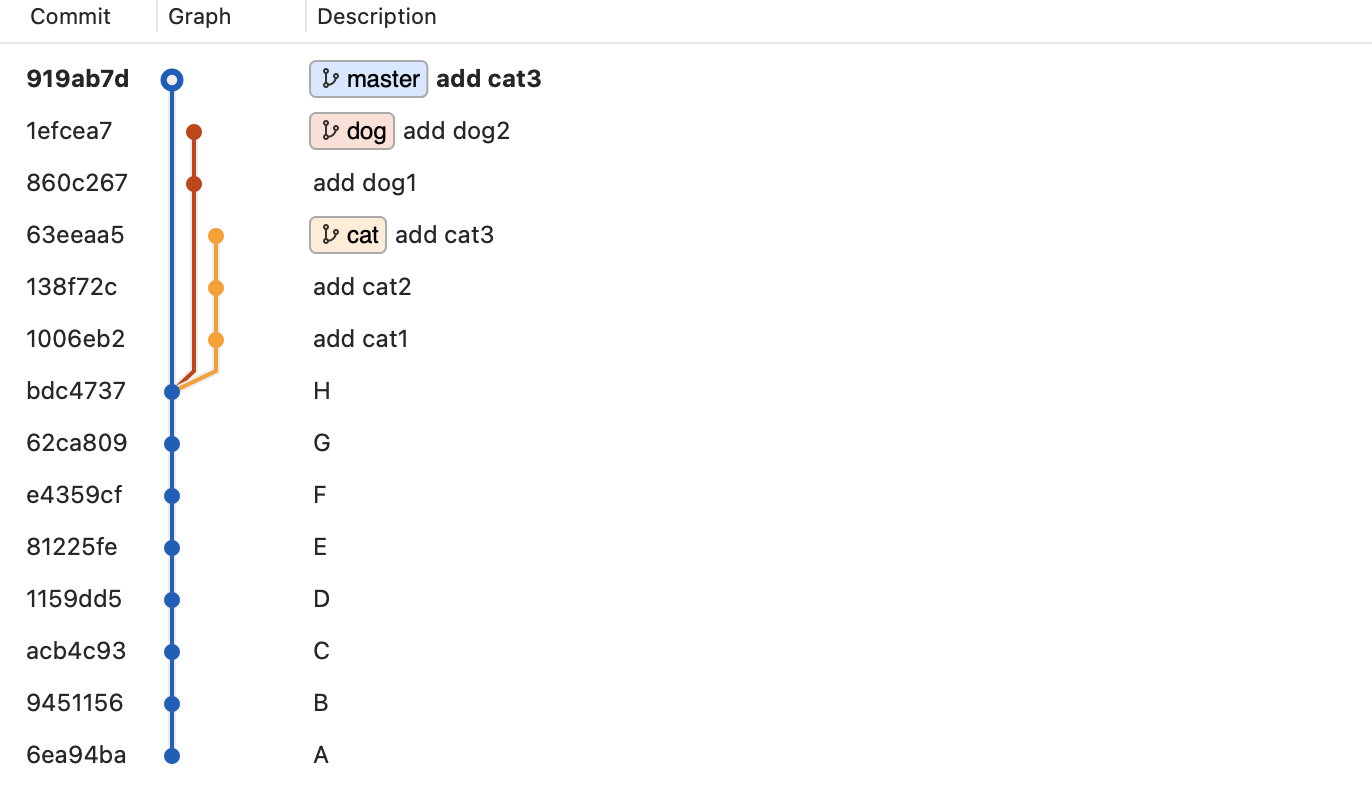 Commit Graph Description
919ab7d master add cat3
1efcea7 dog add dog2
860c267 add dog1
63eeaa5 cat add cat3
138f72c add cat2
1006eb2 add cat1
bdc4737 H
62ca809 G
e4359cf F
81225fe E
1159dd5 D
acb4c93 C
9451156 B
6ea94ba A